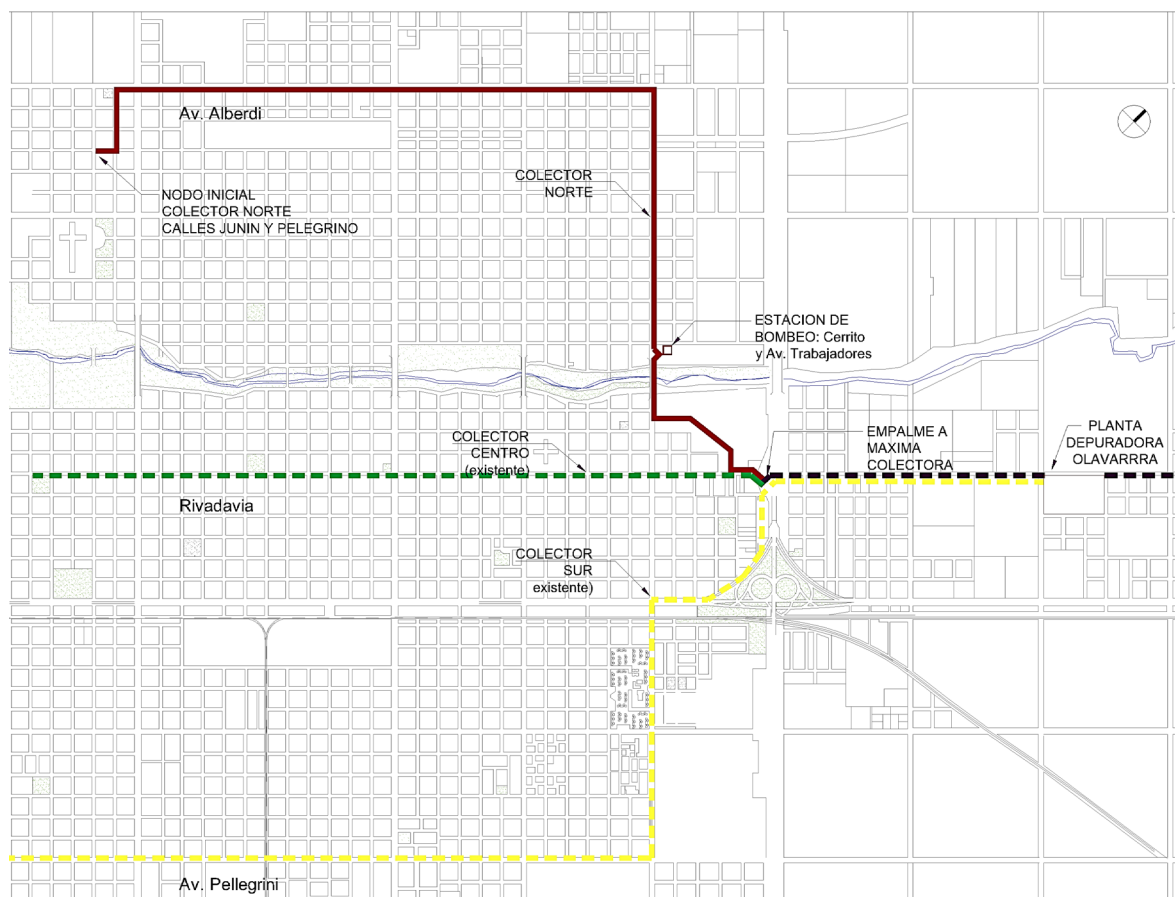 Av. Alberdi
COLECTOR
NORTE
NODO INICIAL
COLECTOR NORTE
CALLES JUNIN Y PELEGRINO
ESTACION DE
BOMBEO: Cerrito
y Av. Trabajadores
COLECTOR
CENTRO
(existente)
EMPALME A
MAXIMA
COLECTORA
PLANTA
DEPURADORA
OLAVARRRA
Rivadavia
COLECTOR
SUR
existente)
Av. Pellegrini